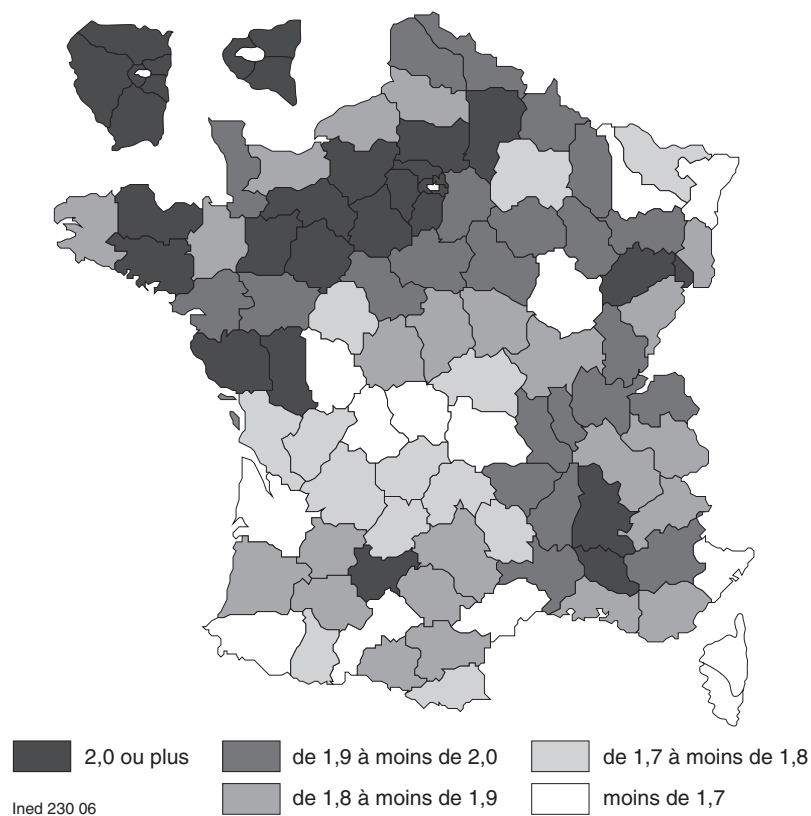 2,0 ou plus
de 1,9 à moins de 2,0
de 1,7 à moins de 1,8
de 1,8 à moins de 1,9
moins de 1,7
Ined 230 06